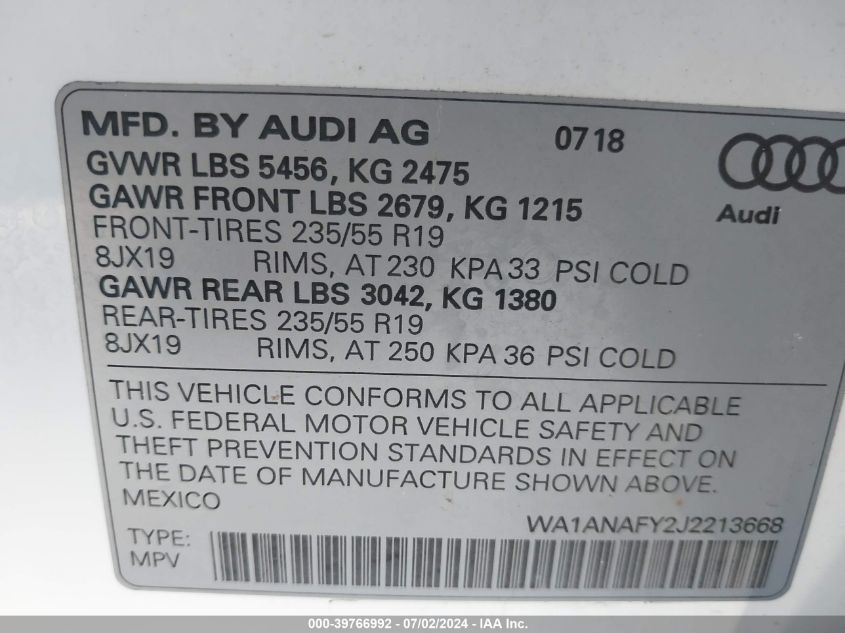 MFD. BY AUDI AG 0718
GVWR LBS 5456, KG 2475
GAWR FRONT LBS 2679, KG 1215
Audi
FRONT-TIRES 235/55 R19
8JX19 RIMS, AT 230 KPA 33 PSI COLD
GAWR REAR LBS 3042, KG 1380
REAR-TIRES 235/55 R19
8JX19 RIMS, AT 250 KPA 36 PSI COLD
THIS VEHICLE CONFORMS TO ALL APPLICABLE
U.S. FEDERAL MOTOR VEHICLE SAFETY AND
THEFT PREVENTION STANDARDS IN EFFECT ON
THE DATE OF MANUFACTURE SHOWN ABOVE.
MEXICO
WA1ANAFY2J2213668
TYPE:
MPV
000-39766992 - 07/02/2024 - IAA Inc.